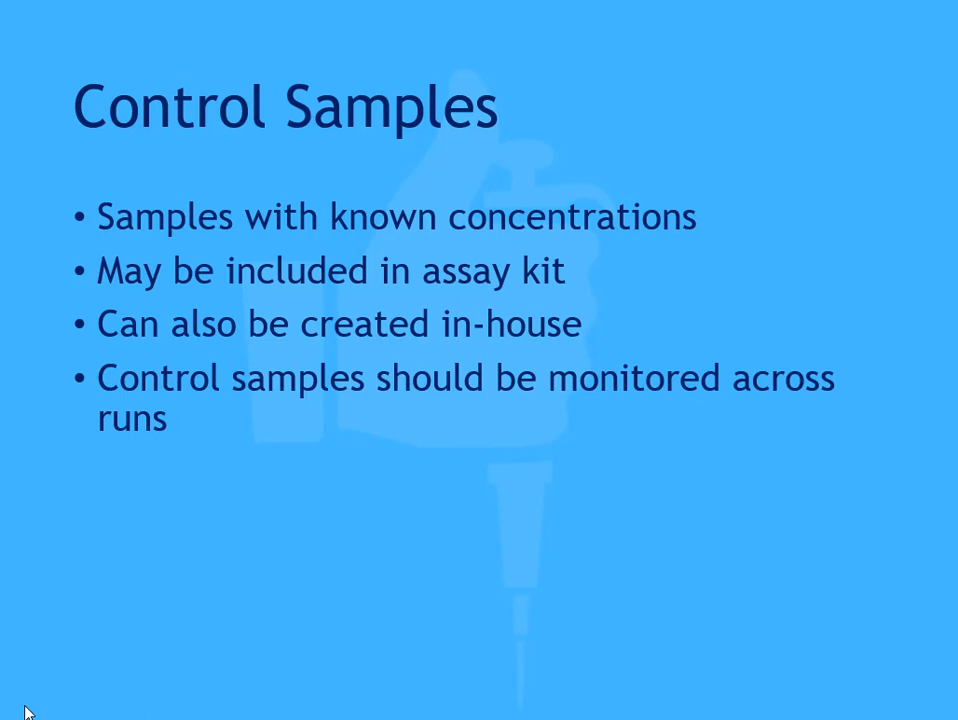 Control Samples
• Samples with known concentrations
• May be included in assay kit
• Can also be created in-house
• Control samples should be monitored across
runs